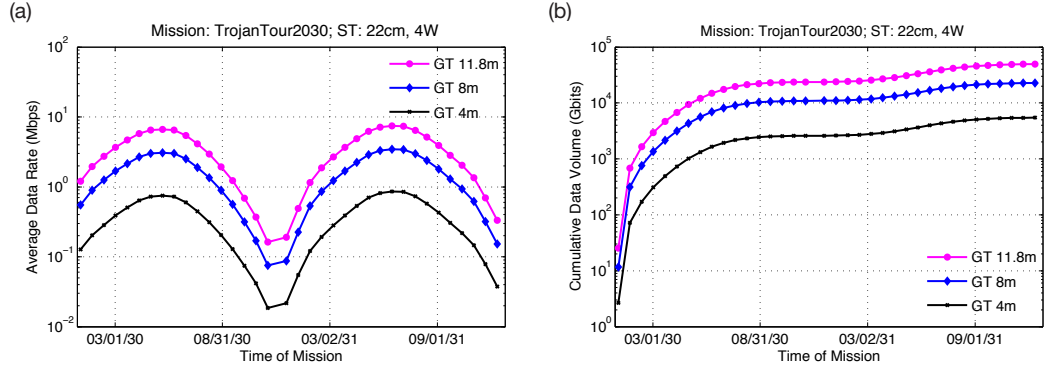 (a)
Mission: TrojanTour2030; ST: 22cm, 4W
Average Data Rate (Mbps)
10^2
10^1
10^0
10^-1
10^-2
GT 11.8m
GT 8m
GT 4m
03/01/30 08/31/30 03/02/31 09/01/31
Time of Mission
(b)
Mission: TrojanTour2030; ST: 22cm, 4W
Cumulative Data Volume (Gbits)
10^5
10^4
10^3
10^2
10^1
10^0
GT 11.8m
GT 8m
GT 4m
03/01/30 08/31/30 03/02/31 09/01/31
Time of Mission